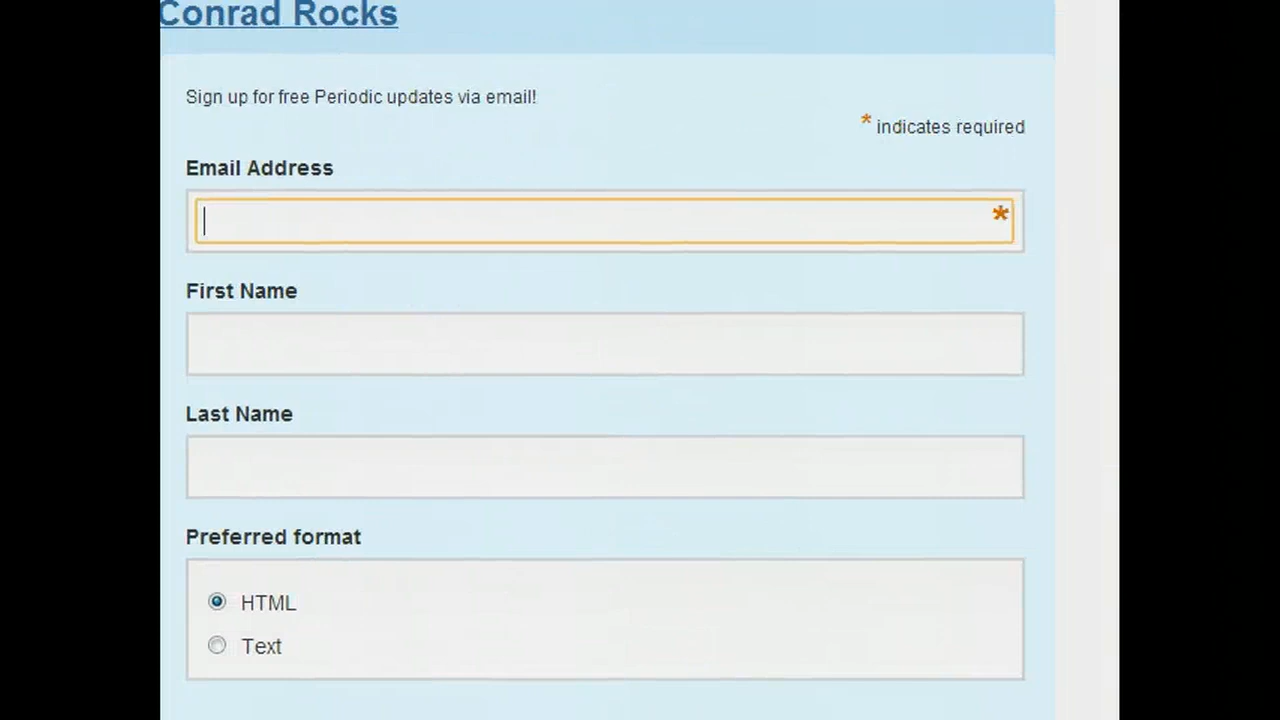 Conrad Rocks
Sign up for free Periodic updates via email!
* indicates required
Email Address
*
First Name
Last Name
Preferred format
HTML
Text